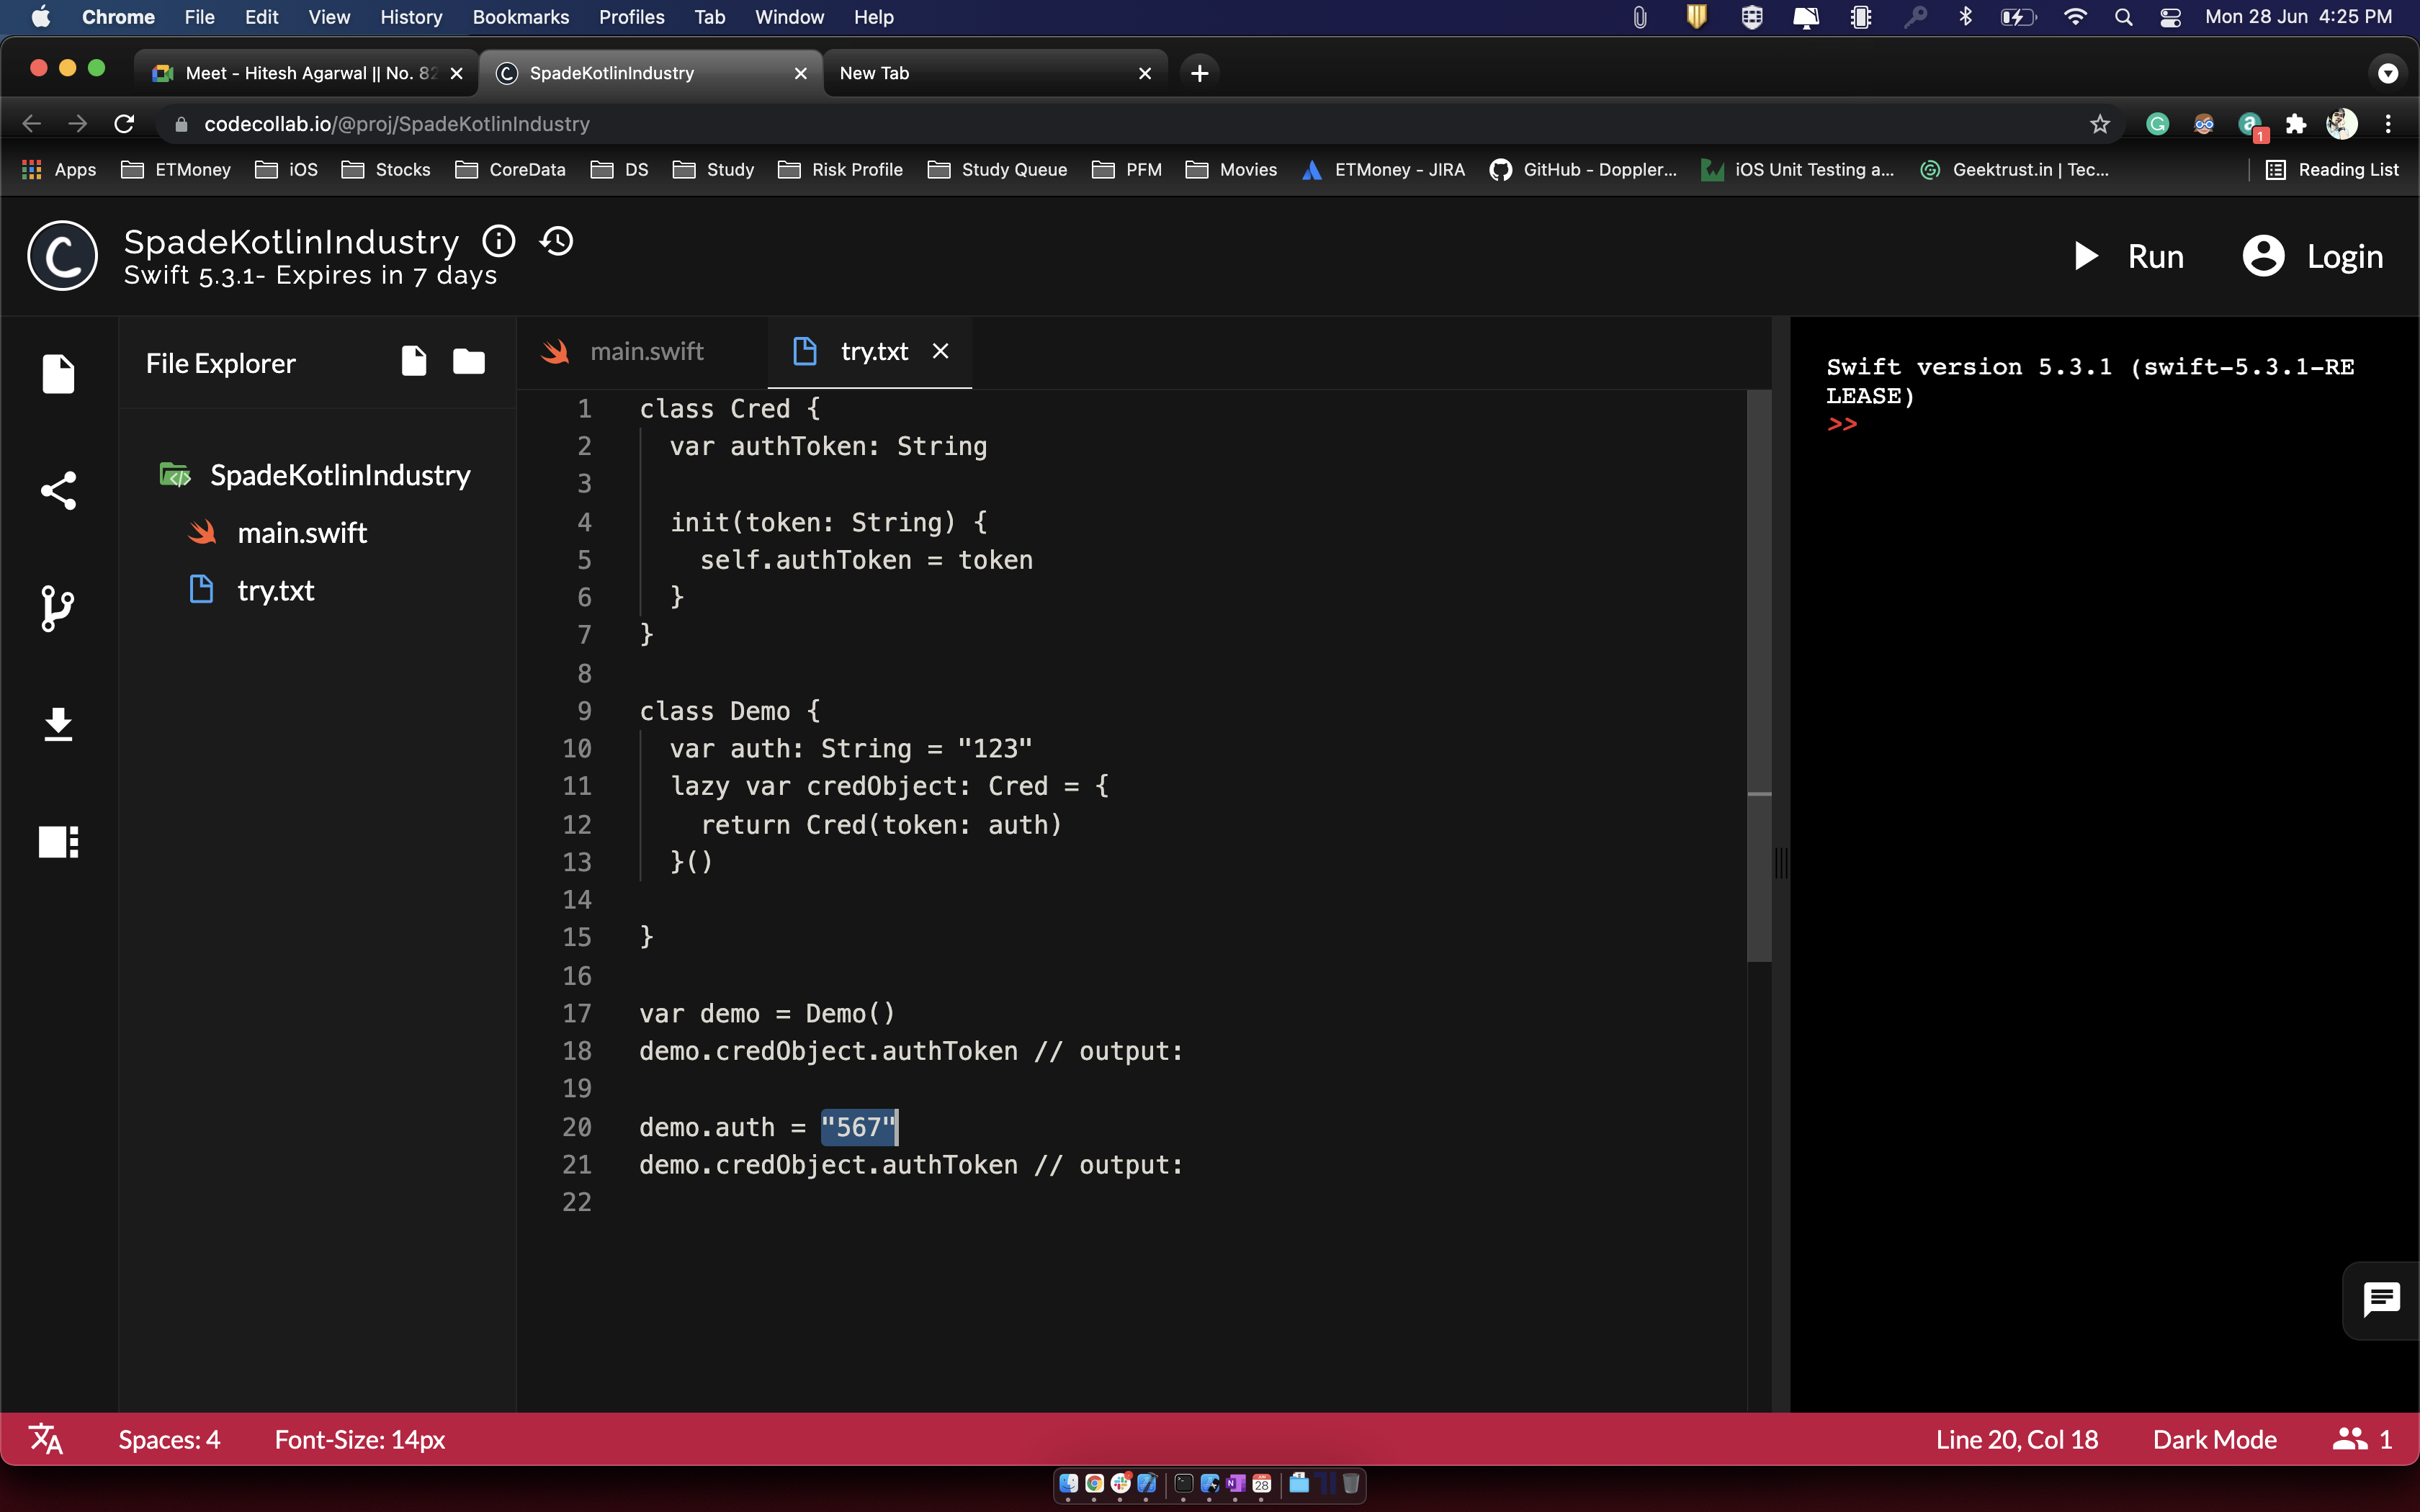 Chrome File Edit View History Bookmarks Profiles Tab Window Help Mon 28 Jun 4:25 PM
Meet - Hitesh Agarwal || No. 82 SpadeKotlinIndustry New Tab
codecollab.io/@proj/SpadeKotlinIndustry 1
Apps ETMoney iOS Stocks CoreData DS Study Risk Profile Study Queue PFM Movies ETMoney - JIRA GitHub - Doppler... iOS Unit Testing a... Geektrust.in | Tec... Reading List
SpadeKotlinIndustry
Swift 5.3.1- Expires in 7 days
Run Login
File Explorer
SpadeKotlinIndustry
main.swift
try.txt
main.swift try.txt
1 class Cred {
2 var authToken: String
3
4 init(token: String) {
5 self.authToken = token
6 }
7 }
8
9 class Demo {
10 var auth: String = "123"
11 lazy var credObject: Cred = {
12 return Cred(token: auth)
13 }()
14
15 }
16
17 var demo = Demo()
18 demo.credObject.authToken // output:
19
20 demo.auth = "567"
21 demo.credObject.authToken // output:
22
Swift version 5.3.1 (swift-5.3.1-RE
LEASE)
>>
Spaces: 4 Font-Size: 14px Line 20, Col 18 Dark Mode 1
28